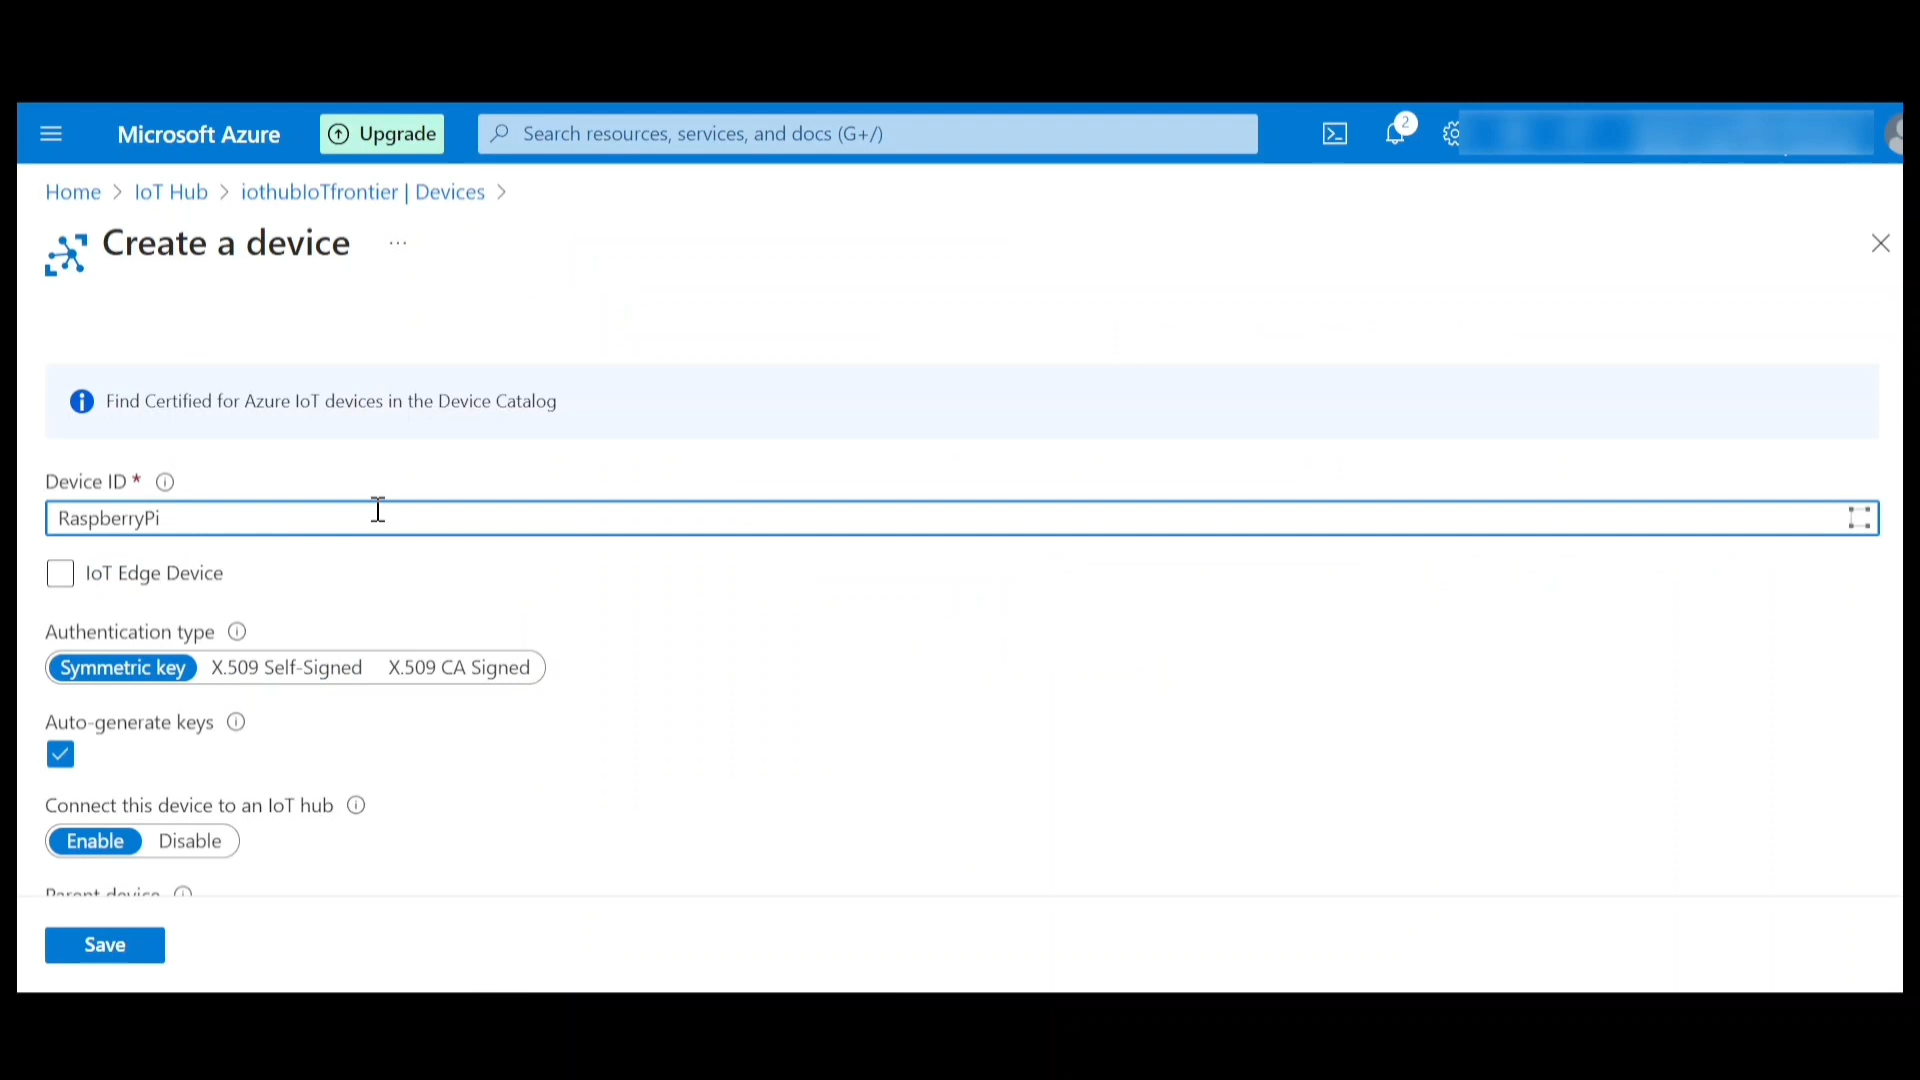 Microsoft Azure
Upgrade
Search resources, services, and docs (G+/)
2
Home > IoT Hub > iothubIoTfrontier | Devices >
Create a device ...
Find Certified for Azure IoT devices in the Device Catalog
Device ID *
RaspberryPi
IoT Edge Device
Authentication type
Symmetric key X.509 Self-Signed X.509 CA Signed
Auto-generate keys
Connect this device to an IoT hub
Enable Disable
Parent device
Save